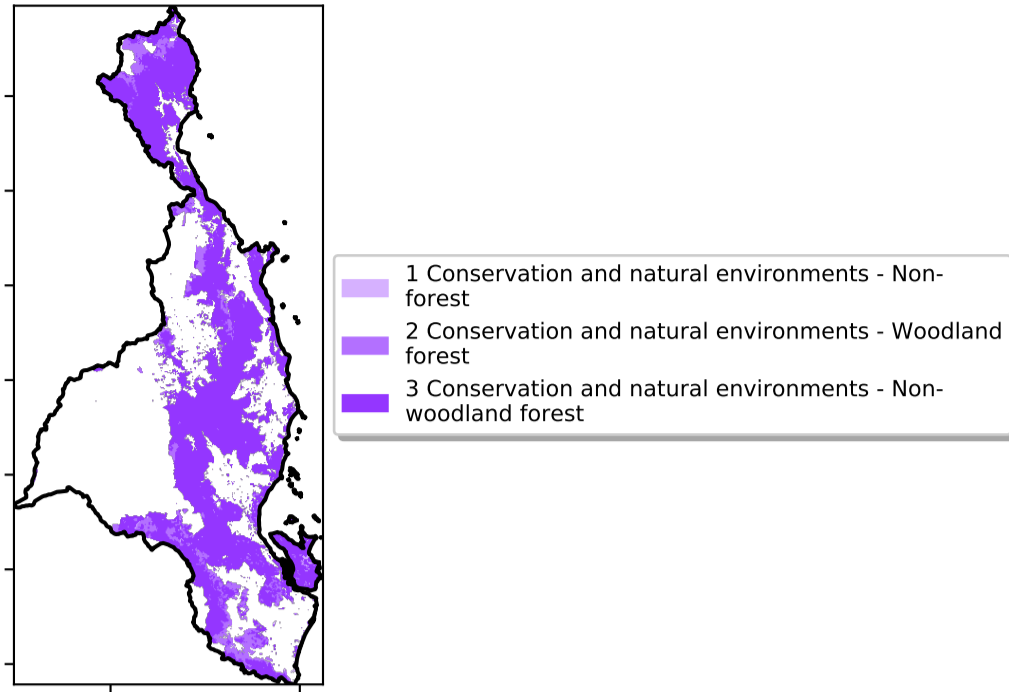 1 Conservation and natural environments - Non-
forest
2 Conservation and natural environments - Woodland
forest
3 Conservation and natural environments - Non-
woodland forest